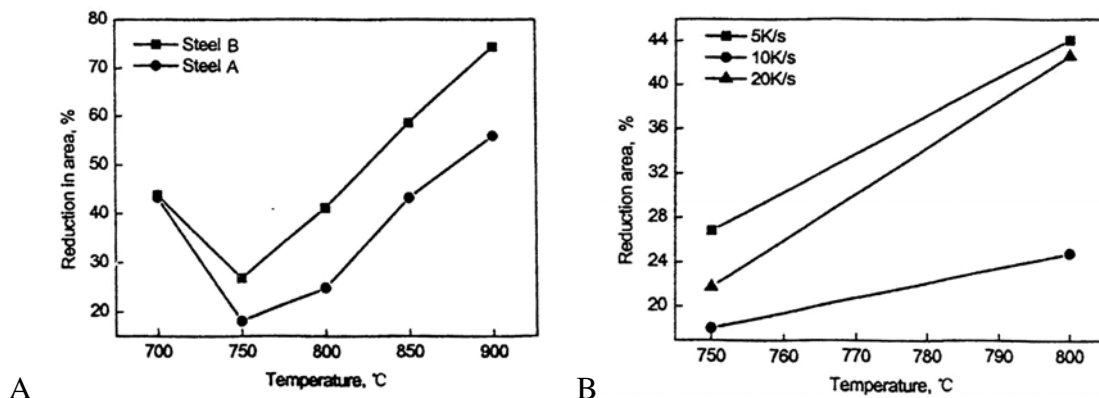 80
70
60
50
40
30
20
Reduction in area, %
Steel B
Steel A
700 750 800 850 900
Temperature, ℃
A
44
40
36
32
28
24
20
Reduction area, %
5K/s
10K/s
20K/s
750 760 770 780 790 800
Temperature, ℃
B